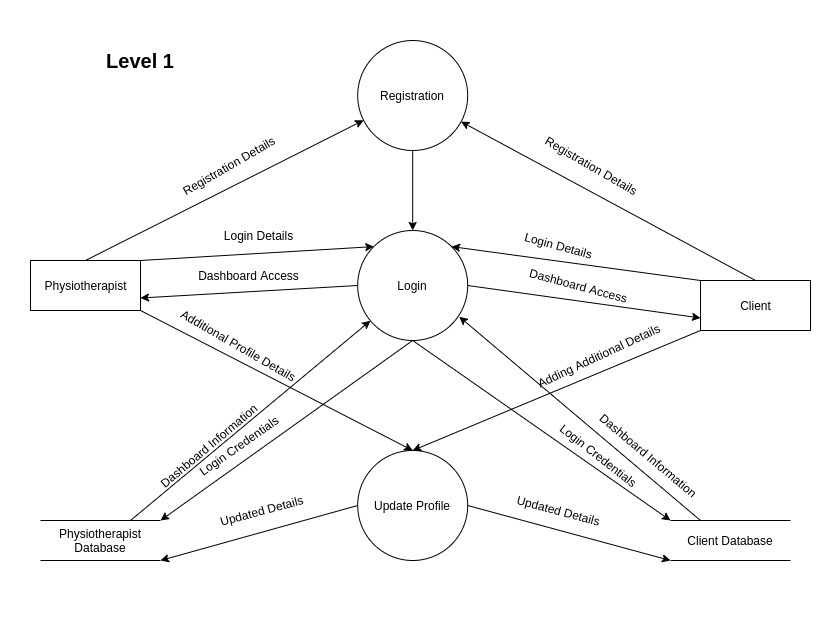 Level 1
Registration
Registration Details
Registration Details
Login Details
Login Details
Dashboard Access
Dashboard Access
Physiotherapist
Login
Client
Additional Profile Details
Adding Additional Details
Dashboard Information
Login Credentials
Login Credentials
Dashboard Information
Updated Details
Update Profile
Updated Details
Physiotherapist
Database
Client Database